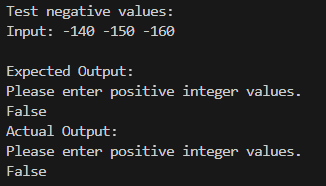 Test negative values:
Input: -140 -150 -160
Expected Output:
Please enter positive integer values.
False
Actual Output:
Please enter positive integer values.
False